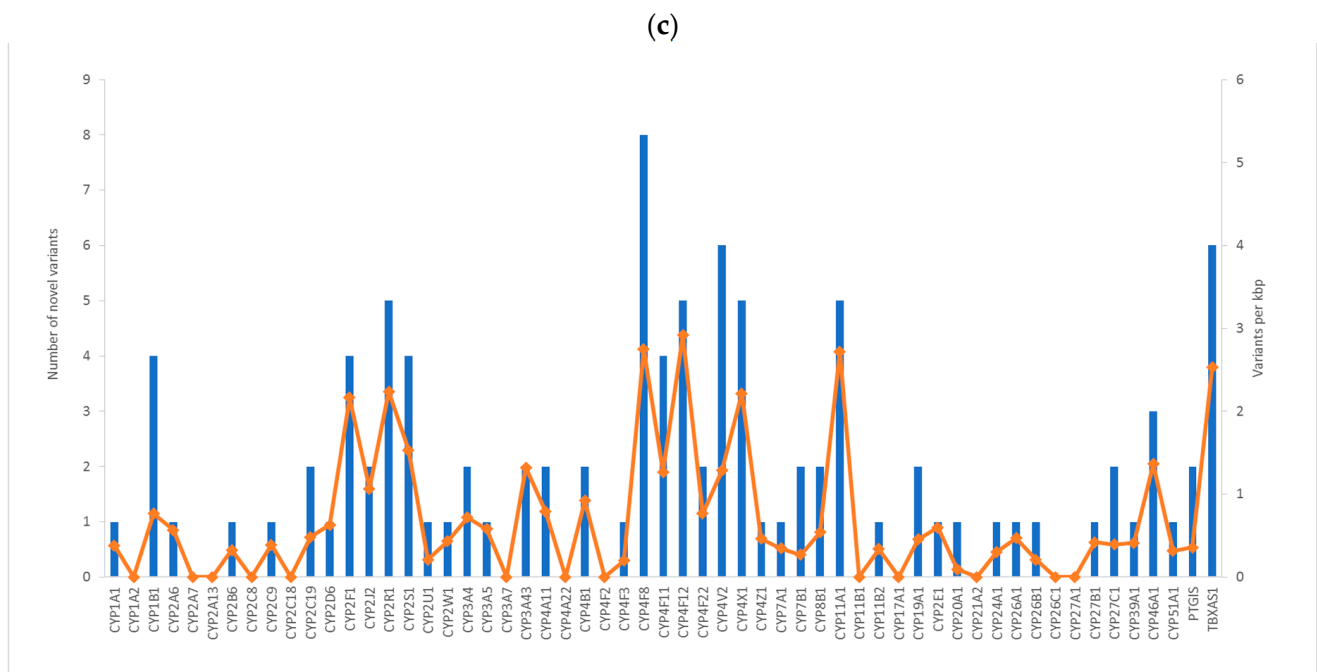 (c)
9
8
7
6
5
4
3
2
1
0
Number of novel variants
6
5
4
3
2
1
0
Variants per kbp
CYP1A1
CYP1A2
CYP1B1
CYP2A6
CYP2A7
CYP2A13
CYP2B6
CYP2C8
CYP2C9
CYP2C18
CYP2C19
CYP2D6
CYP2F1
CYP2J2
CYP2R1
CYP2S1
CYP2U1
CYP2W1
CYP3A4
CYP3A5
CYP3A7
CYP3A43
CYP4A11
CYP4A22
CYP4B1
CYP4F2
CYP4F3
CYP4F8
CYP4F11
CYP4F12
CYP4F22
CYP4V2
CYP4X1
CYP4Z1
CYP7A1
CYP7B1
CYP8B1
CYP11A1
CYP11B1
CYP11B2
CYP17A1
CYP19A1
CYP2E1
CYP20A1
CYP21A2
CYP24A1
CYP26A1
CYP26B1
CYP26C1
CYP27A1
CYP27B1
CYP27C1
CYP39A1
CYP46A1
CYP51A1
PTGIS
TBXAS1